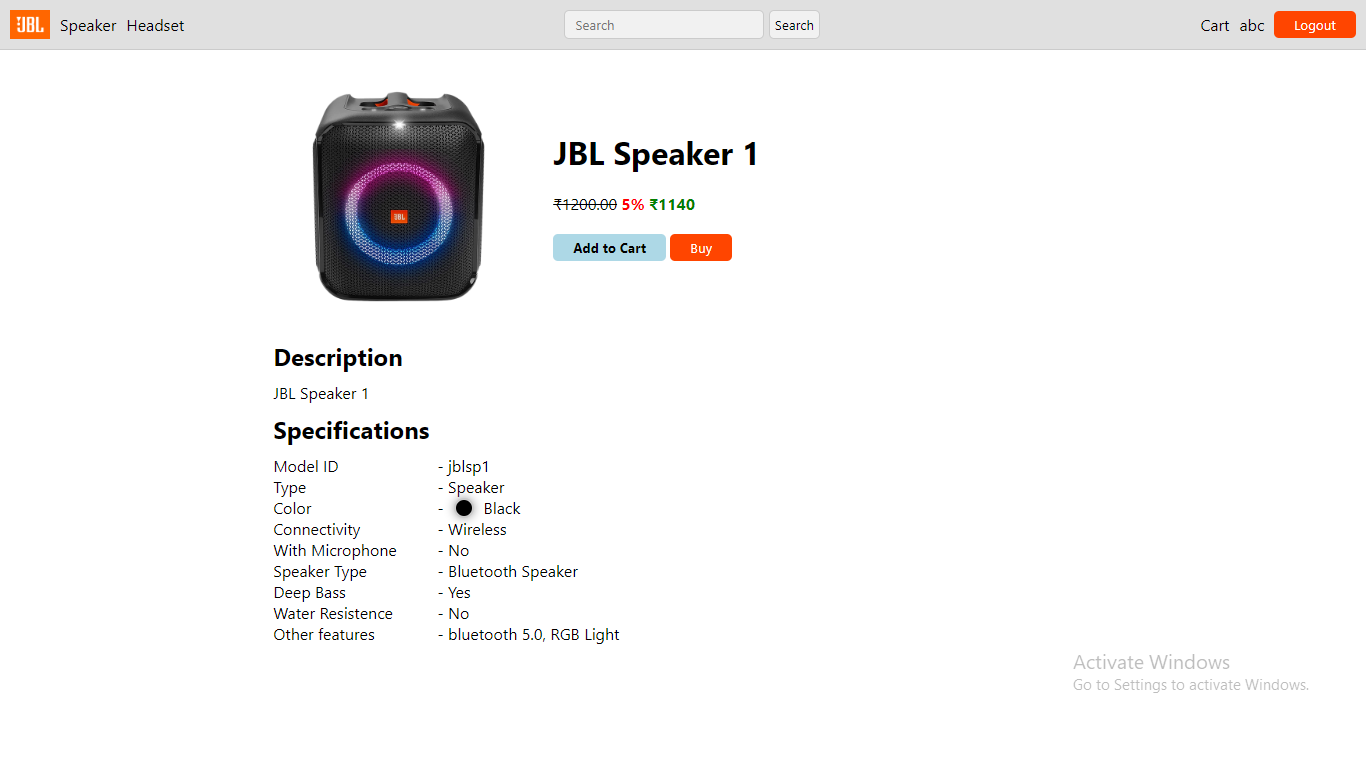 JBL Speaker Headset Search Search Cart abc Logout
JBL
JBL Speaker 1
₹1200.00 5% ₹1140
Add to Cart Buy
Description
JBL Speaker 1
Specifications
Model ID - jblsp1
Type - Speaker
Color - Black
Connectivity - Wireless
With Microphone - No
Speaker Type - Bluetooth Speaker
Deep Bass - Yes
Water Resistence - No
Other features - bluetooth 5.0, RGB Light
Activate Windows
Go to Settings to activate Windows.